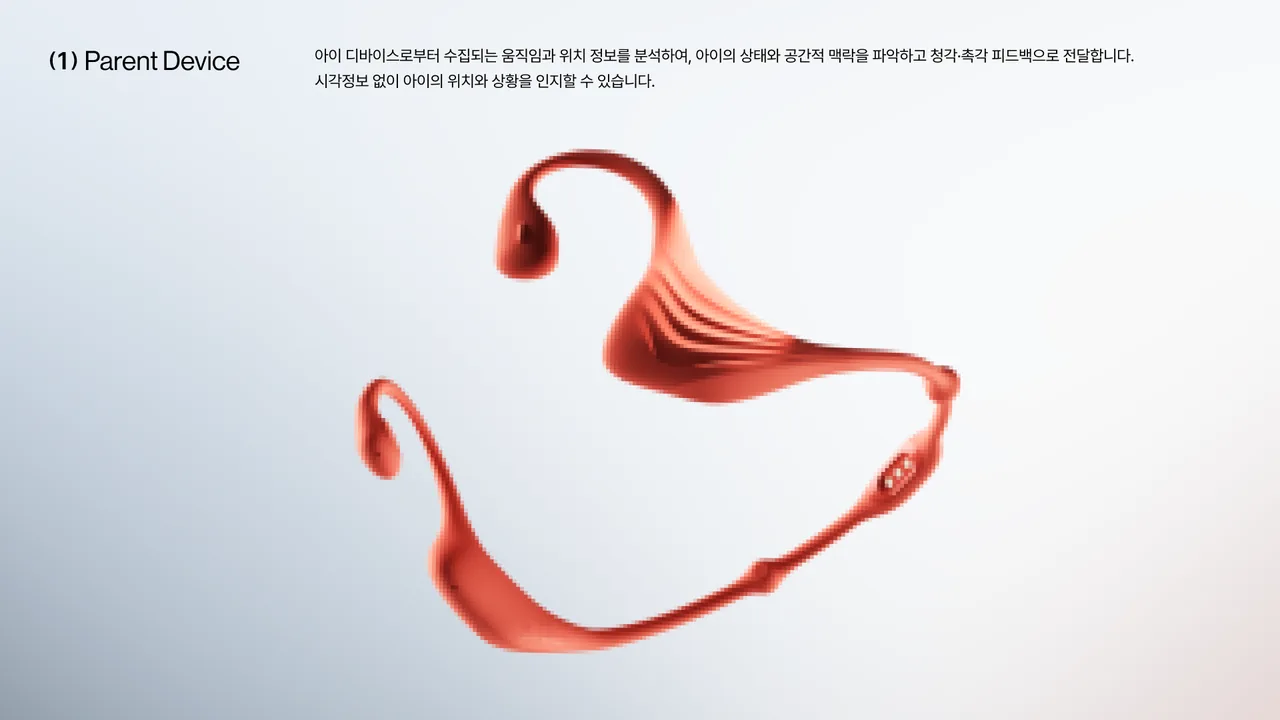 (1) Parent Device
아이 디바이스로부터 수집되는 움직임과 위치 정보를 분석하여, 아이의 상태와 공간적 맥락을 파악하고 청각·촉각 피드백으로 전달합니다.
시각정보 없이 아이의 위치와 상황을 인지할 수 있습니다.